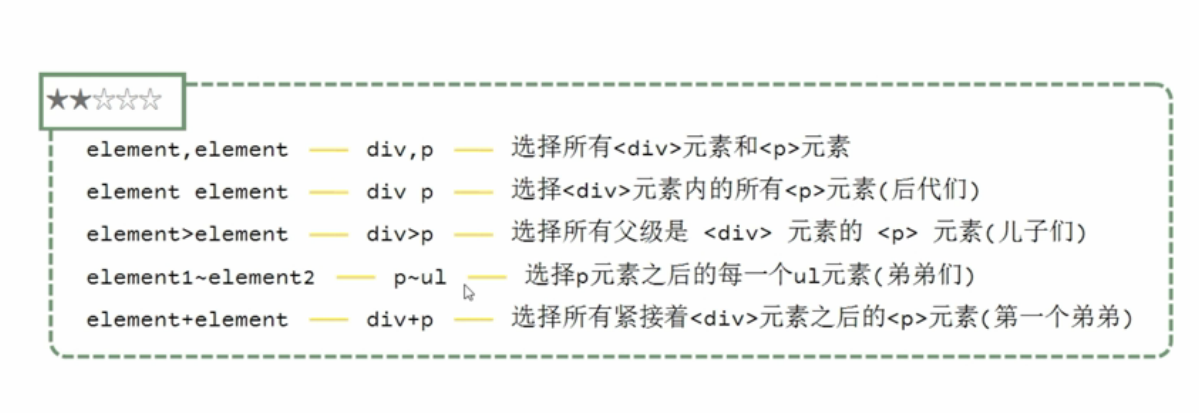 ★★☆☆☆
element,element —— div,p —— 选择所有<div>元素和<p>元素
element element —— div p —— 选择<div>元素内的所有<p>元素(后代们)
element>element —— div>p —— 选择所有父级是 <div> 元素的 <p> 元素(儿子们)
element1~element2 —— p~ul —— 选择p元素之后的每一个ul元素(弟弟们)
element+element —— div+p —— 选择所有紧接着<div>元素之后的<p>元素(第一个弟弟)